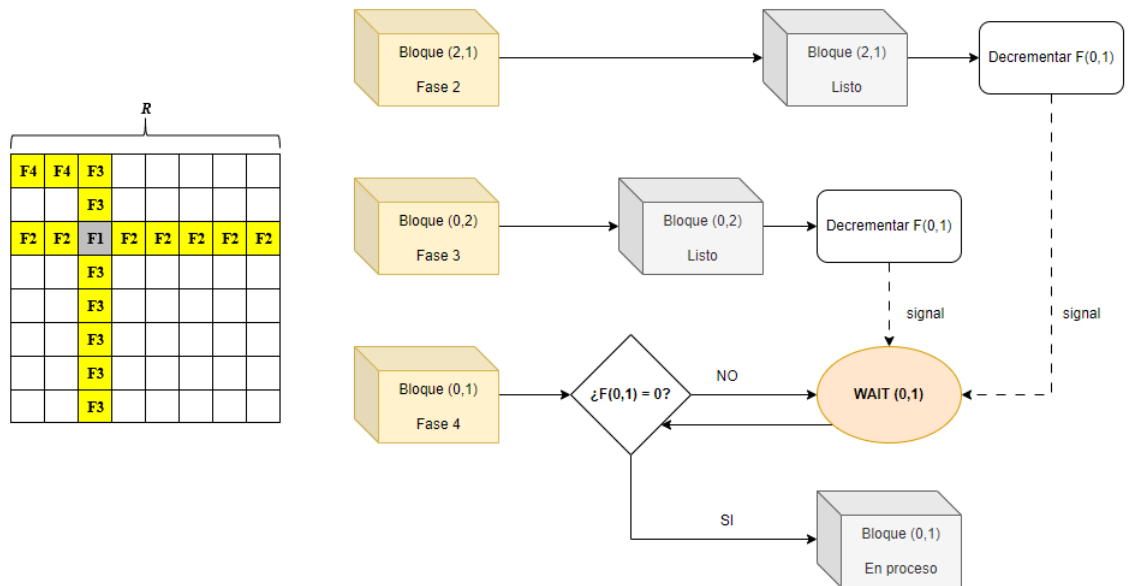 R
F4 F4 F3
F3
F2 F2 F1 F2 F2 F2 F2 F2
F3
F3
F3
F3
F3
Bloque (2,1)
Fase 2
Bloque (2,1)
Listo
Decrementar F(0,1)
Bloque (0,2)
Fase 3
Bloque (0,2)
Listo
Decrementar F(0,1)
signal
signal
Bloque (0,1)
Fase 4
¿F(0,1) = 0?
NO
WAIT (0,1)
SI
Bloque (0,1)
En proceso